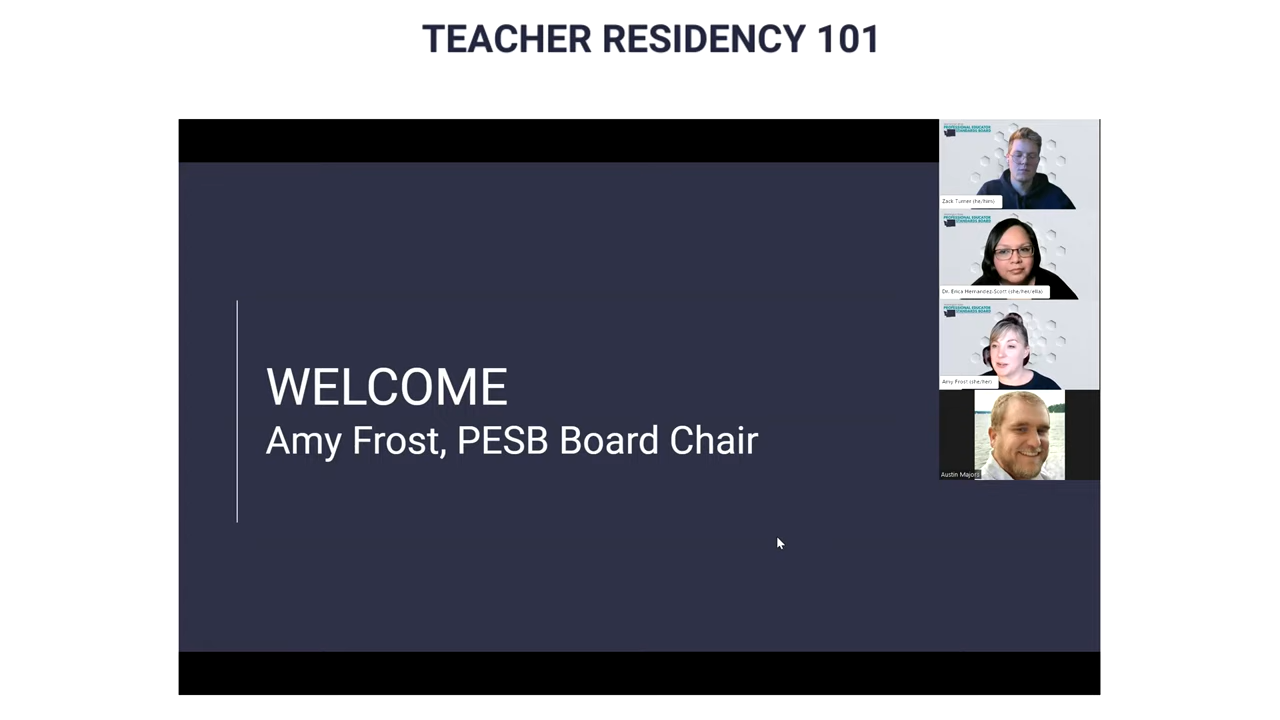 TEACHER RESIDENCY 101
PROFESSIONAL EDUCATOR
STANDARDS BOARD
Zack Turner (he/him)
PROFESSIONAL EDUCATOR
STANDARDS BOARD
Dr. Erica Hernandez-Scott (she/her/ella)
PROFESSIONAL EDUCATOR
STANDARDS BOARD
Amy Frost (she/her)
Austin Major
WELCOME
Amy Frost, PESB Board Chair